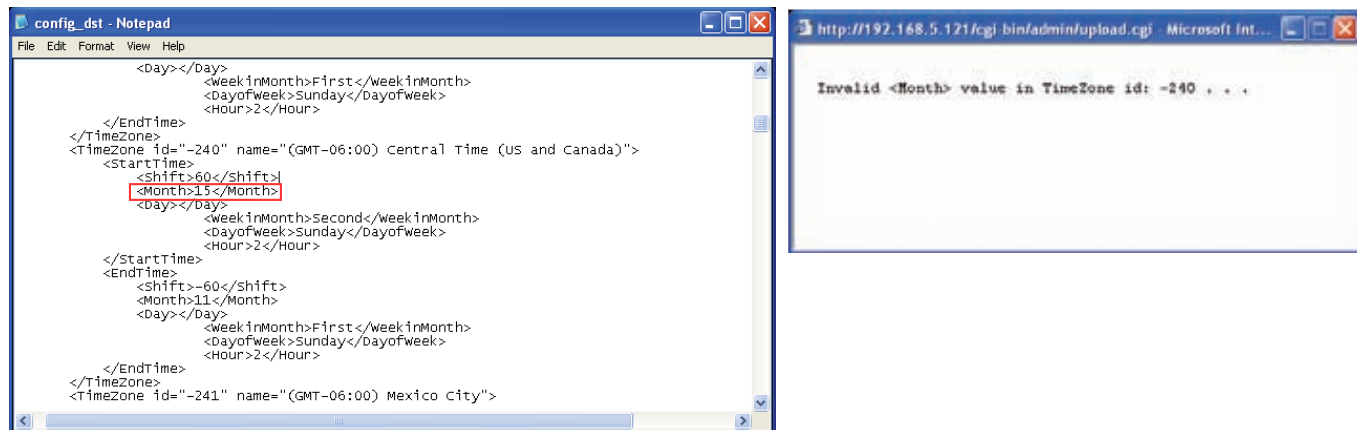 config_dst - Notepad
File Edit Format View Help
<Day></Day>
<WeekinMonth>First</WeekinMonth>
<DayofWeek>Sunday</DayofWeek>
<Hour>2</Hour>
</EndTime>
</TimeZone>
<TimeZone id="-240" name="(GMT-06:00) Central Time (US and Canada)">
<StartTime>
<Shift>60</Shift>
<Month>15</Month>
<Day></Day>
<WeekinMonth>Second</WeekinMonth>
<DayofWeek>Sunday</DayofWeek>
<Hour>2</Hour>
</StartTime>
<EndTime>
<Shift>-60</Shift>
<Month>11</Month>
<Day></Day>
<WeekinMonth>First</WeekinMonth>
<DayofWeek>Sunday</DayofWeek>
<Hour>2</Hour>
</EndTime>
</TimeZone>
<TimeZone id="-241" name="(GMT-06:00) Mexico City">
http://192.168.5.121/cgi-bin/admin/upload.cgi - Microsoft Int...
Invalid <Month> value in TimeZone id: -240 . . .